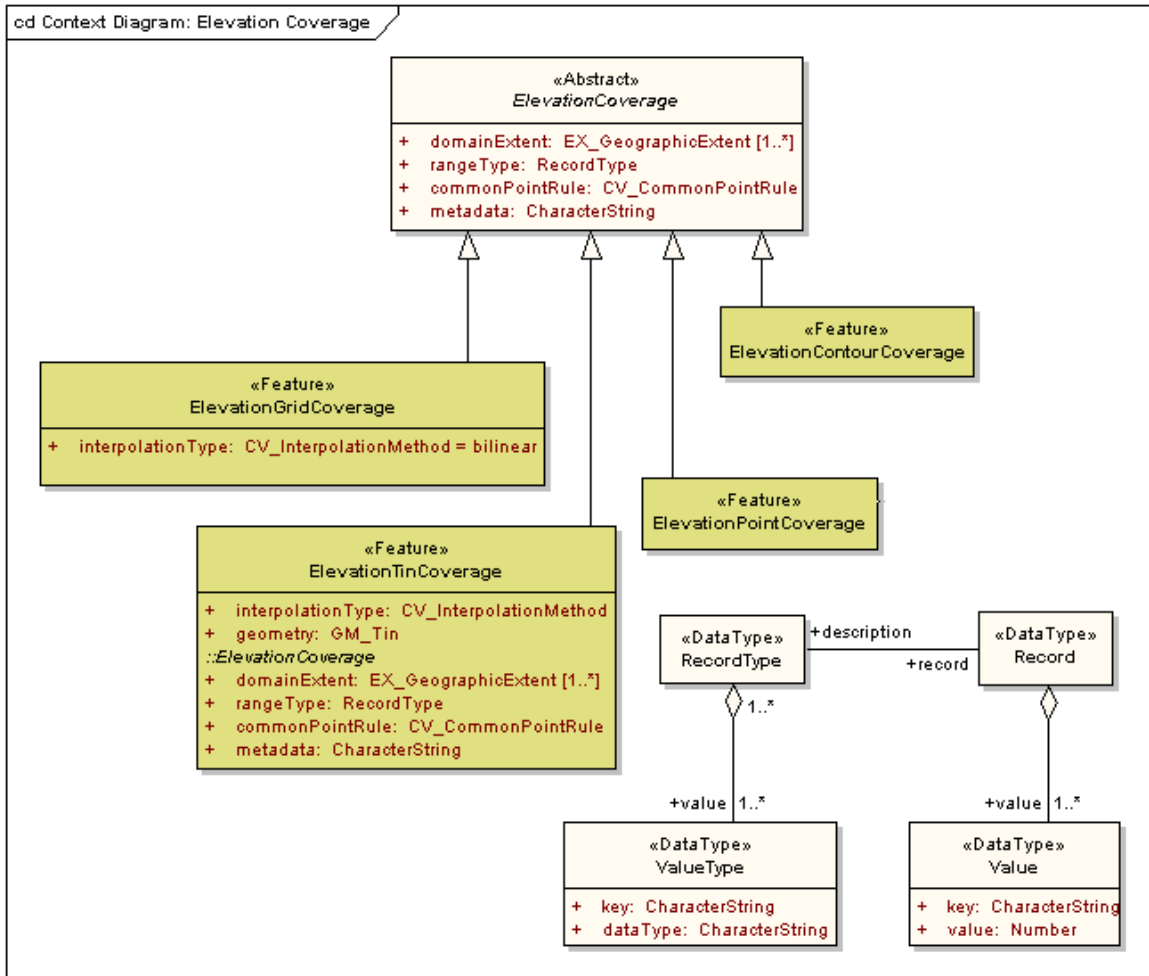 cd Context Diagram: Elevation Coverage
«Abstract»
ElevationCoverage
+ domainExtent: EX_GeographicExtent [1..*]
+ rangeType: RecordType
+ commonPointRule: CV_CommonPointRule
+ metadata: CharacterString
«Feature»
ElevationContourCoverage
«Feature»
ElevationGridCoverage
+ interpolationType: CV_InterpolationMethod = bilinear
«Feature»
ElevationPointCoverage
«Feature»
ElevationTinCoverage
+ interpolationType: CV_InterpolationMethod
+ geometry: GM_Tin
::ElevationCoverage
+ domainExtent: EX_GeographicExtent [1..*]
+ rangeType: RecordType
+ commonPointRule: CV_CommonPointRule
+ metadata: CharacterString
«DataType»
RecordType
+description
+record
«DataType»
Record
1..*
+value 1..*
+value 1..*
«DataType»
ValueType
+ key: CharacterString
+ dataType: CharacterString
«DataType»
Value
+ key: CharacterString
+ value: Number